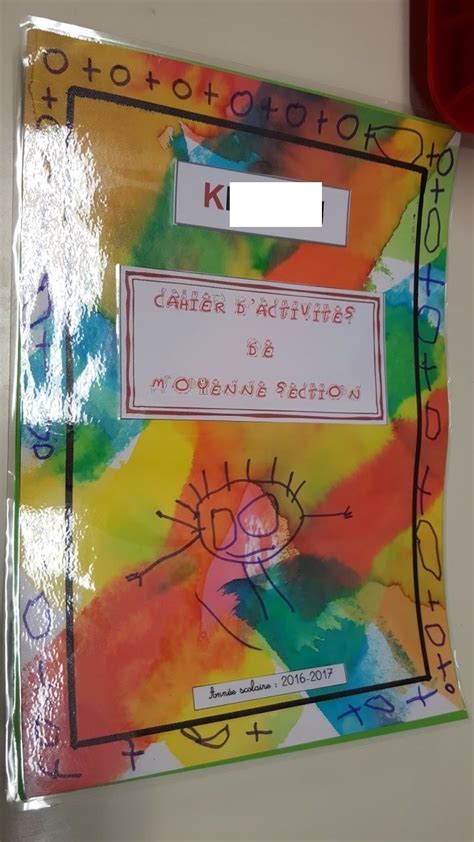 K
CAHIER D'ACTIVITÉS
DE
MOYENNE SECTION
Année scolaire : 2016-2017